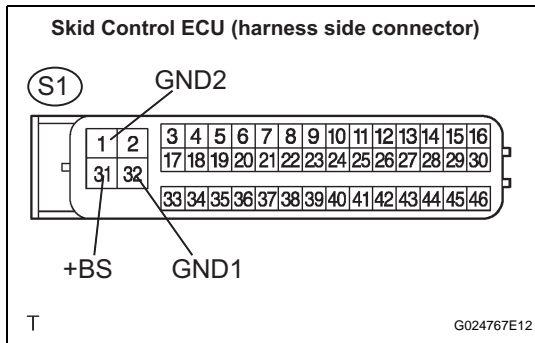 Skid Control ECU (harness side connector)
S1
GND2
1 2 3 4 5 6 7 8 9 10 11 12 13 14 15 16
17 18 19 20 21 22 23 24 25 26 27 28 29 30
31 32
33 34 35 36 37 38 39 40 41 42 43 44 45 46
+BS GND1
T G024767E12